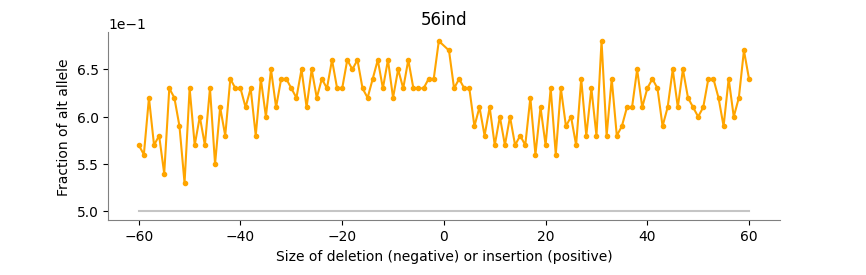 56ind
1e−1
Fraction of alt allele
6.5
6.0
5.5
5.0
−60 −40 −20 0 20 40 60
Size of deletion (negative) or insertion (positive)